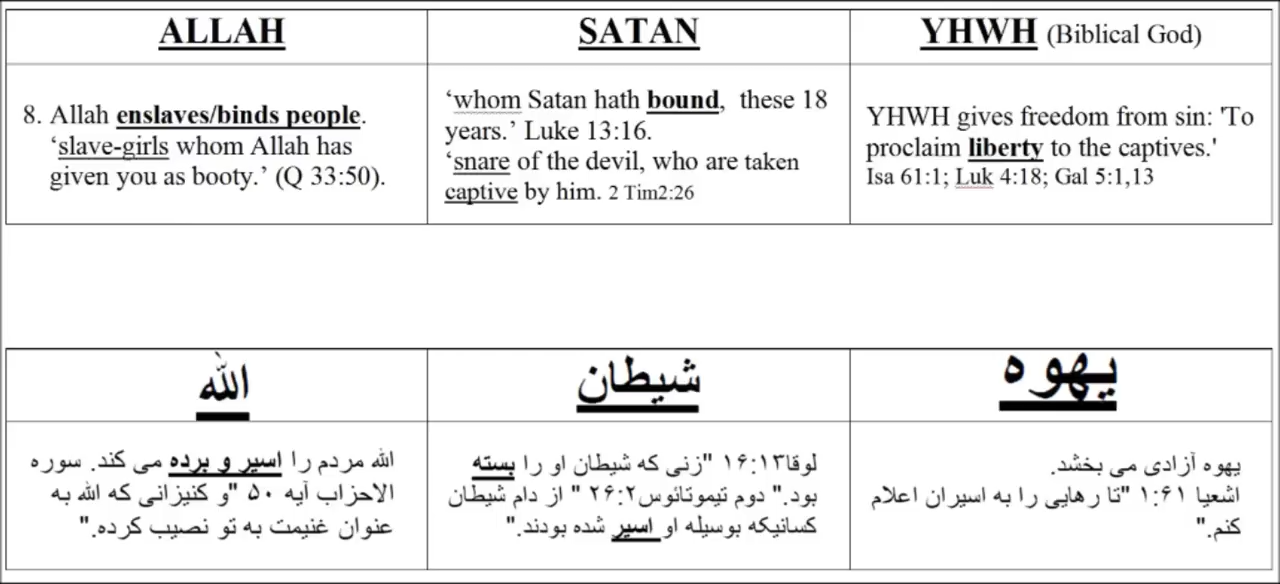 ALLAH
SATAN
YHWH (Biblical God)
8. Allah enslaves/binds people.
‘slave-girls whom Allah has
given you as booty.’ (Q 33:50).
‘whom Satan hath bound, these 18
years.’ Luke 13:16.
‘snare of the devil, who are taken
captive by him. 2 Tim2:26
YHWH gives freedom from sin: 'To
proclaim liberty to the captives.'
Isa 61:1; Luk 4:18; Gal 5:1,13
الله
شیطان
یهوه
الله مردم را اسیر و برده می کند. سوره
الاحزاب آیه ۵۰ "و کنیزانی که الله به
عنوان غنیمت به تو نصیب کرده."
لوقا۱۶:۱۳ "زنی که شیطان او را بسته
بود." دوم تیموتائوس۲۶:۲ " از دام شیطان
کسانیکه بوسیله او اسیر شده بودند."
یهوه آزادی می بخشد.
اشعیا ۱:۶۱ "تا رهایی را به اسیران اعلام
کنم."